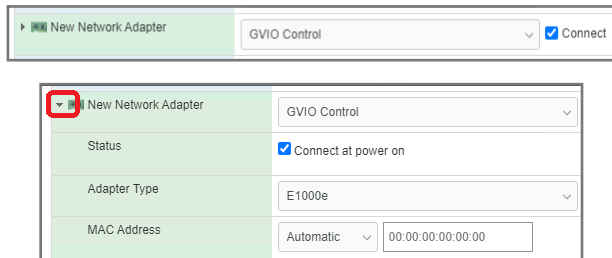 New Network Adapter GVIO Control Connect
New Network Adapter GVIO Control
Status Connect at power on
Adapter Type E1000e
MAC Address Automatic 00:00:00:00:00:00